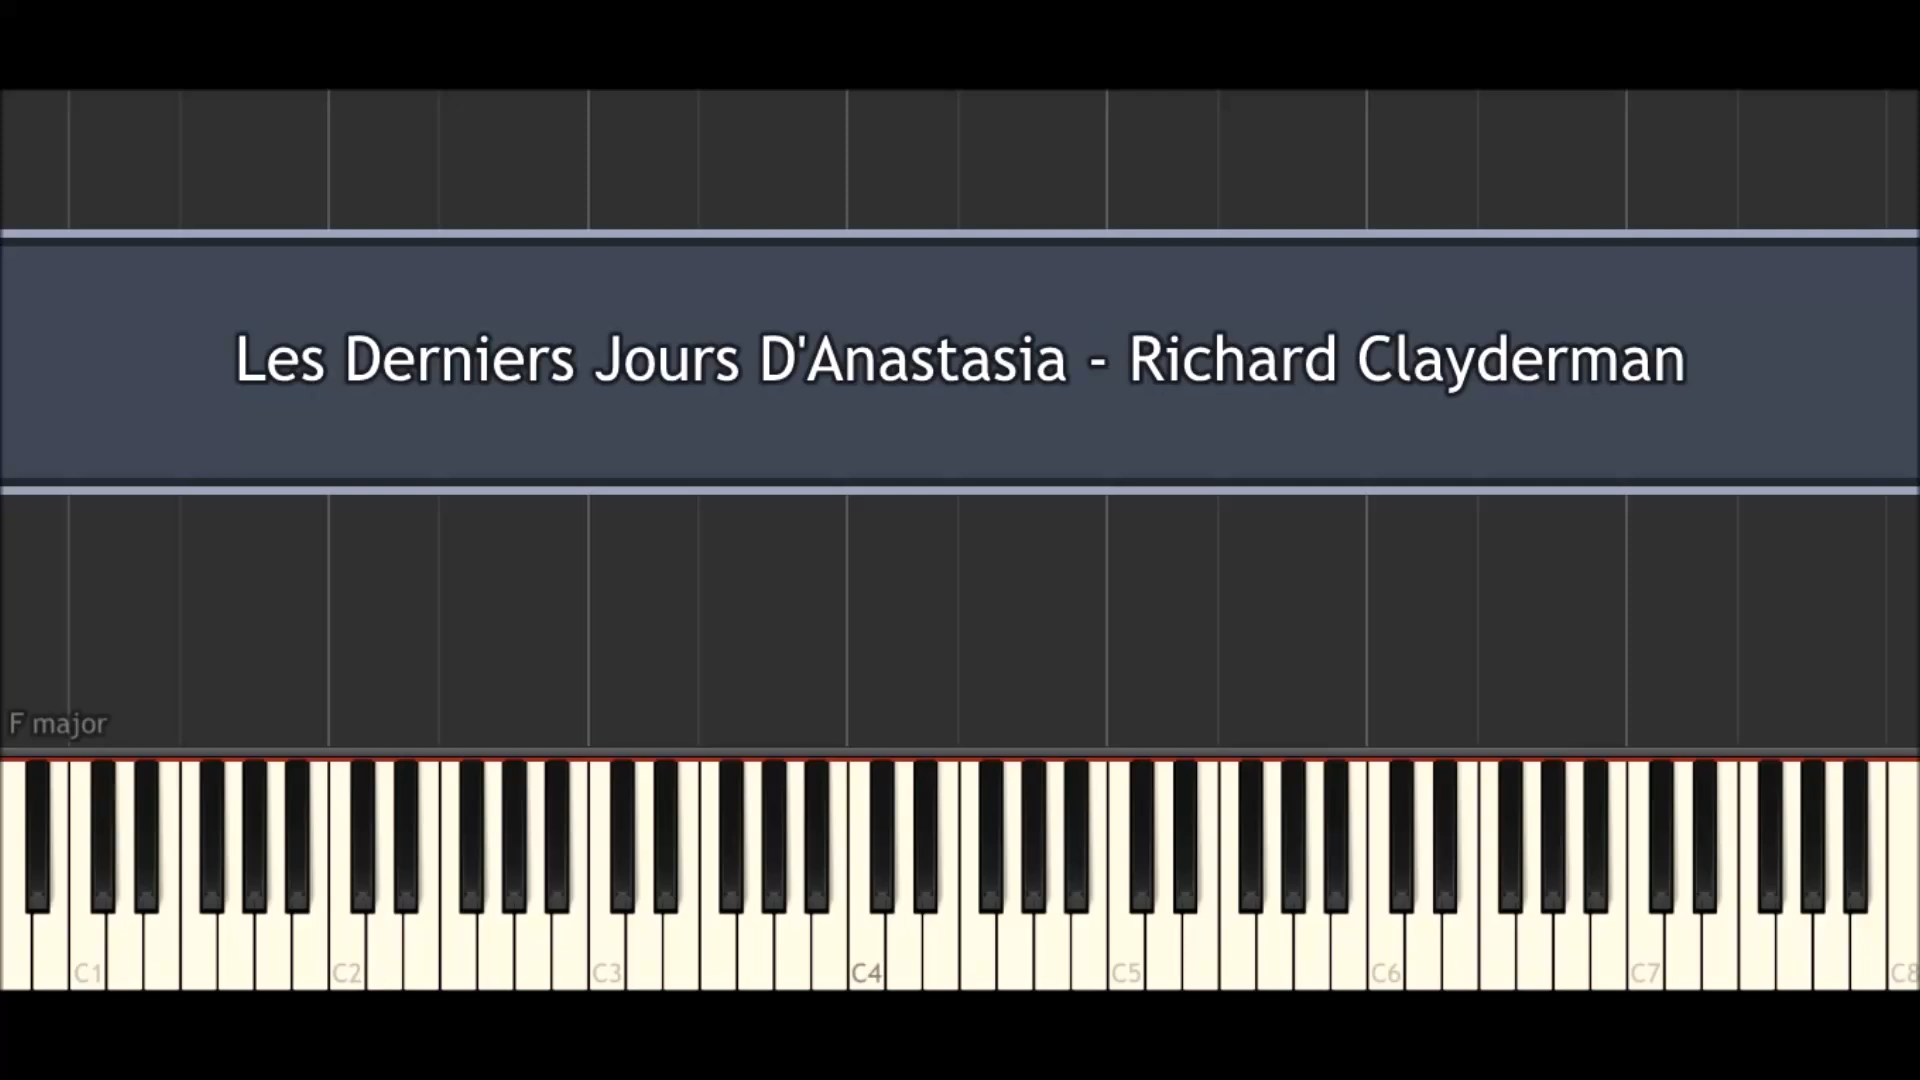 Les Derniers Jours D'Anastasia - Richard Clayderman
F major
C1 C2 C3 C4 C5 C6 C7 C8